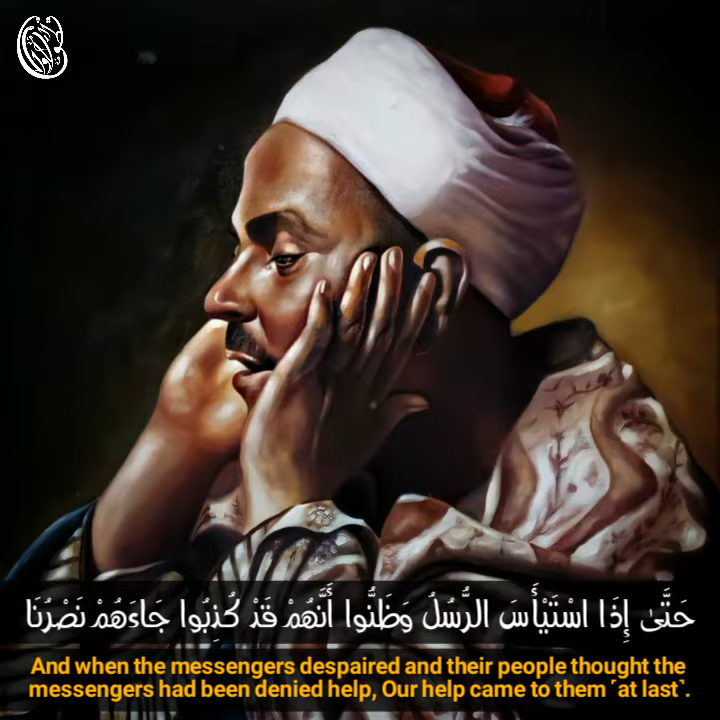 حَتَّىٰ إِذَا اسْتَيْأَسَ الرُّسُلُ وَظَنُّوا أَنَّهُمْ قَدْ كُذِبُوا جَاءَهُمْ نَصْرُنَا
And when the messengers despaired and their people thought the
messengers had been denied help, Our help came to them ˹at last˺.